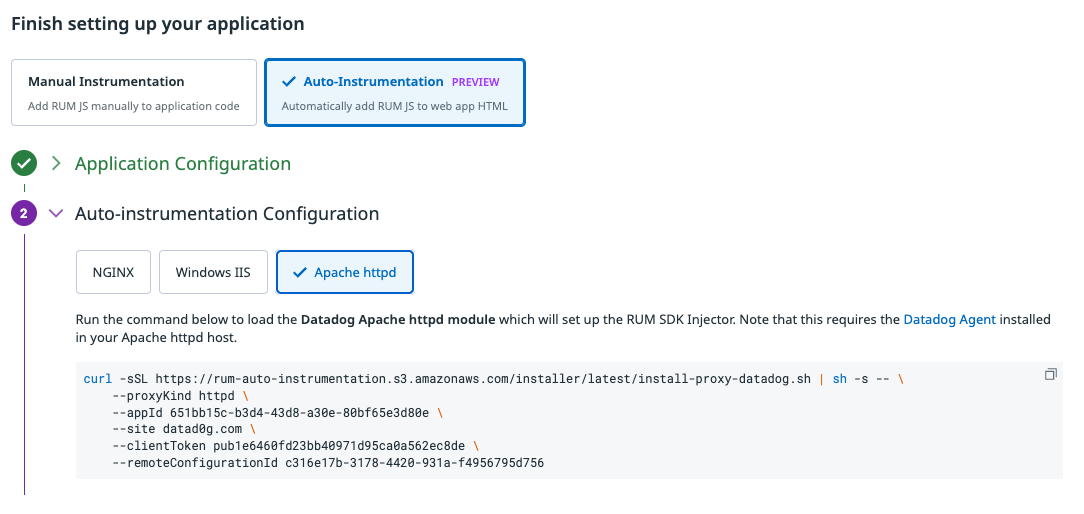 Finish setting up your application
Manual Instrumentation
Add RUM JS manually to application code
Auto-Instrumentation PREVIEW
Automatically add RUM JS to web app HTML
Application Configuration
2
Auto-instrumentation Configuration
NGINX
Windows IIS
Apache httpd
Run the command below to load the Datadog Apache httpd module which will set up the RUM SDK Injector. Note that this requires the Datadog Agent installed
in your Apache httpd host.
curl -sSL https://rum-auto-instrumentation.s3.amazonaws.com/installer/latest/install-proxy-datadog.sh | sh -s -- \
--proxyKind httpd \
--appId 651bb15c-b3d4-43d8-a30e-80bf65e3d80e \
--site datad0g.com \
--clientToken pub1e6460fd23bb40971d95ca0a562ec8de \
--remoteConfigurationId c316e17b-3178-4420-931a-f4956795d756